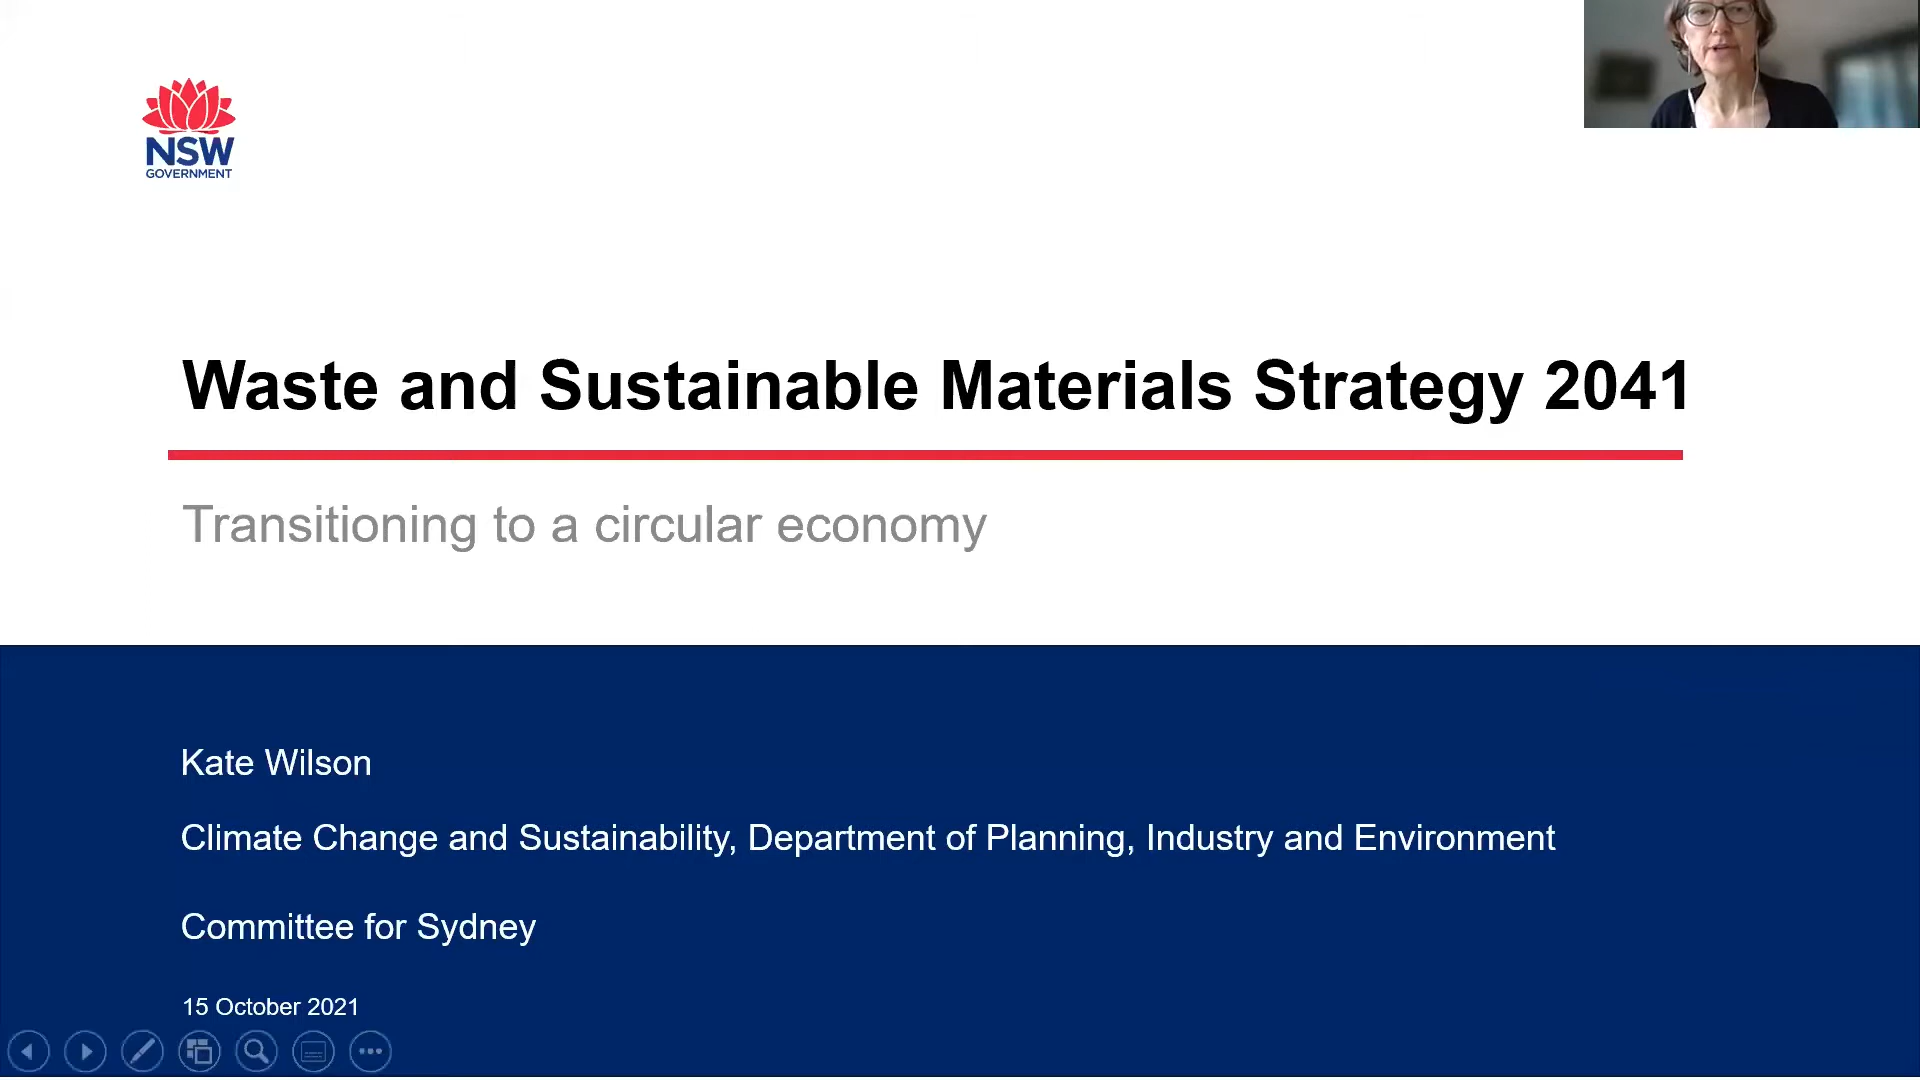 NSW
GOVERNMENT
Waste and Sustainable Materials Strategy 2041
Transitioning to a circular economy
Kate Wilson
Climate Change and Sustainability, Department of Planning, Industry and Environment
Committee for Sydney
15 October 2021